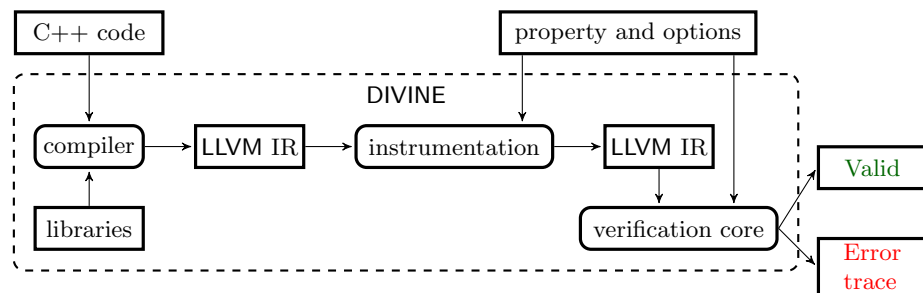 C++ code
property and options
DIVINE
compiler
LLVM IR
instrumentation
LLVM IR
Valid
libraries
verification core
Error
trace